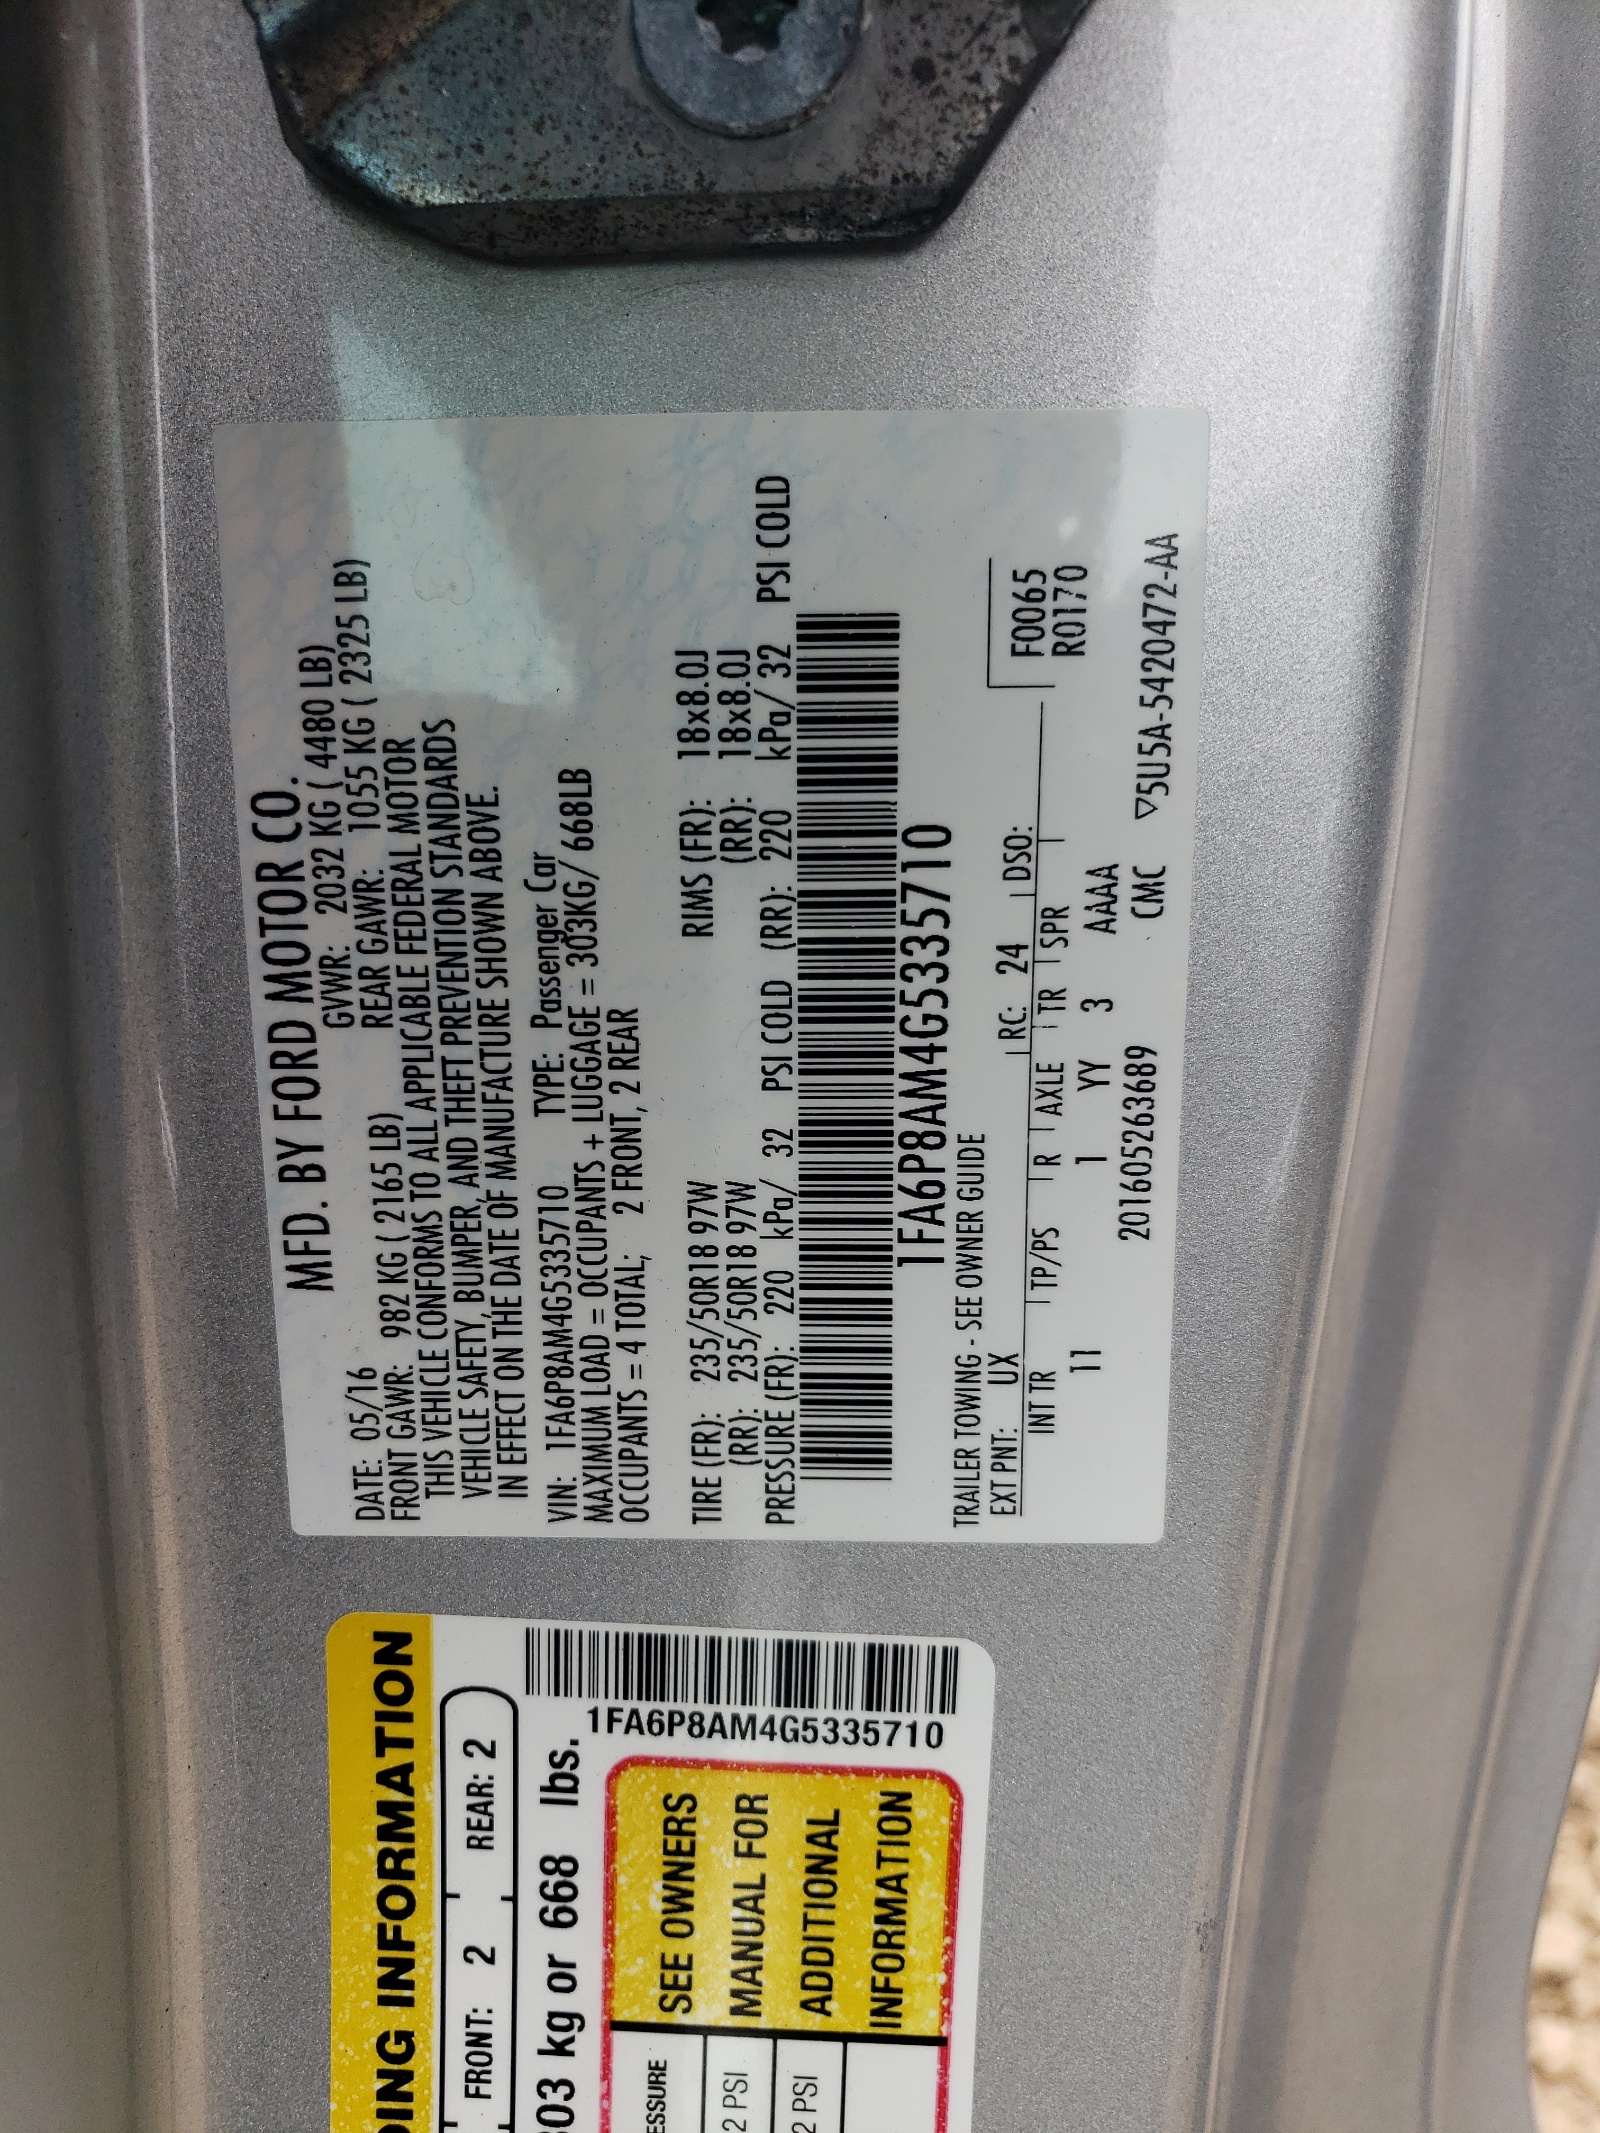 MFD. BY FORD MOTOR CO.
DATE: 05/16 GVWR: 2032 KG ( 4480 LB)
FRONT GAWR: 982 KG ( 2165 LB) REAR GAWR: 1055 KG ( 2325 LB)
THIS VEHICLE CONFORMS TO ALL APPLICABLE FEDERAL MOTOR
VEHICLE SAFETY, BUMPER, AND THEFT PREVENTION STANDARDS
IN EFFECT ON THE DATE OF MANUFACTURE SHOWN ABOVE.
VIN: 1FA6P8AM4G5335710 TYPE: Passenger Car
MAXIMUM LOAD = OCCUPANTS + LUGGAGE = 303KG/ 668LB
OCCUPANTS = 4 TOTAL; 2 FRONT, 2 REAR
TIRE (FR): 235/50R18 97W RIMS (FR): 18x8.0J
(RR): 235/50R18 97W (RR): 18x8.0J
PRESSURE (FR): 220 kPa/ 32 PSI COLD (RR): 220 kPa/ 32 PSI COLD
1FA6P8AM4G5335710
TRAILER TOWING - SEE OWNER GUIDE
EXT PNT: UX RC: 24 DSO: F0065
INT TR TP/PS R AXLE TR SPR R0170
11 1 YY 3 AAAA
20160526368​9 CMC ▽5U5A-5420472-AA
DING INFORMATION
FRONT: 2 REAR: 2
303 kg or 668 lbs.
1FA6P8AM4G5335710
ESSURE
2 PSI
2 PSI
SEE OWNERS
MANUAL FOR
ADDITIONAL
INFORMATION